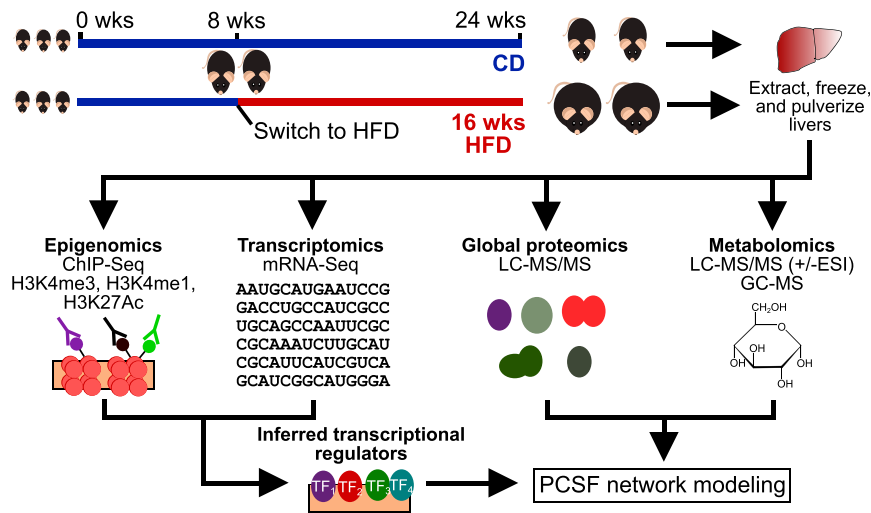 0 wks
8 wks
24 wks
CD
Switch to HFD
16 wks
HFD
Extract, freeze,
and pulverize
livers
Epigenomics
ChIP-Seq
H3K4me3, H3K4me1,
H3K27Ac
Transcriptomics
mRNA-Seq
AAUGCAUGAAUCCG
GACCUGCCAUCGCC
UGCAGCCAAUUCGC
CGCAAAUCUUGCAU
CGCAUUCAUCGUCA
GCAUCGGCAUGGGA
Global proteomics
LC-MS/MS
Metabolomics
LC-MS/MS (+/-ESI)
GC-MS
CH₂OH
O
OH
OH
OH
OH
Inferred transcriptional
regulators
TF₁ TF₂ TF₃ TF₄
PCSF network modeling